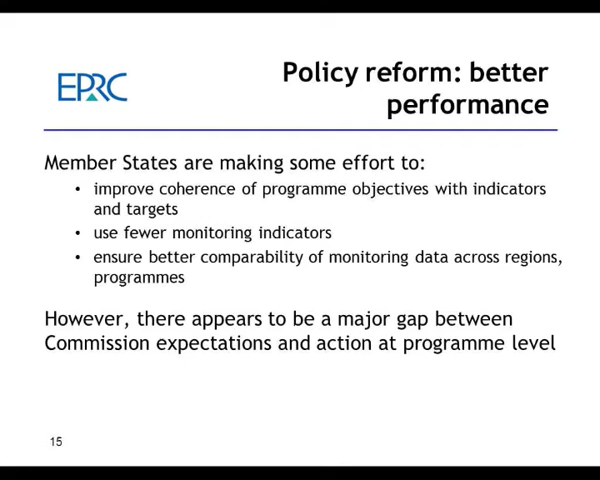 EPRC
Policy reform: better
performance
Member States are making some effort to:
• improve coherence of programme objectives with indicators
and targets
• use fewer monitoring indicators
• ensure better comparability of monitoring data across regions,
programmes
However, there appears to be a major gap between
Commission expectations and action at programme level
15